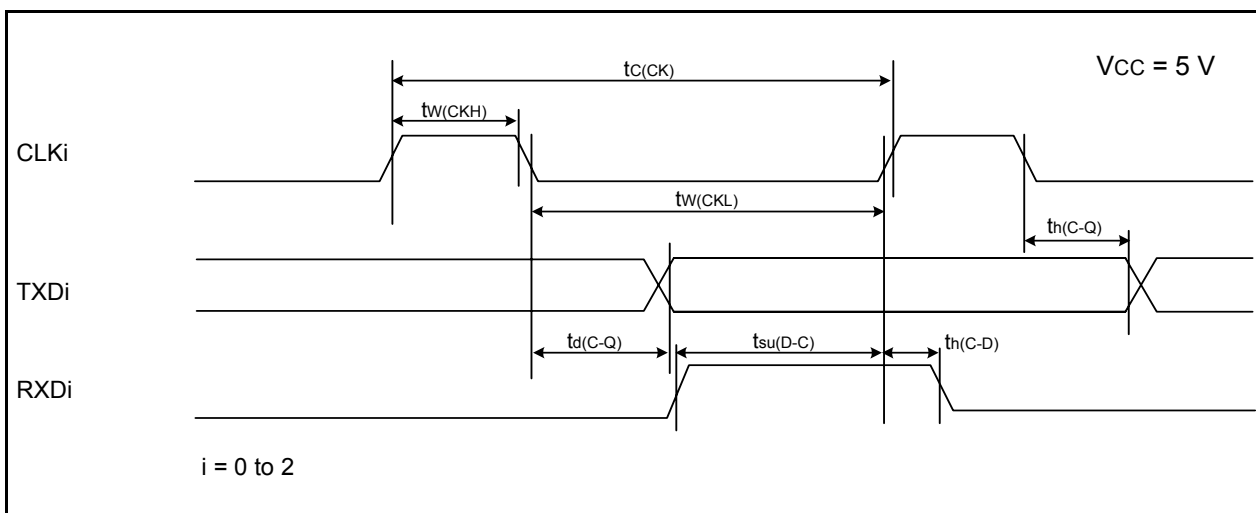 tC(CK)
VCC = 5 V
tW(CKH)
CLKi
tW(CKL)
th(C-Q)
TXDi
td(C-Q)
tsu(D-C)
th(C-D)
RXDi
i = 0 to 2